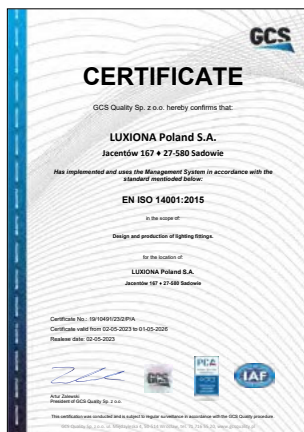 GCS
CERTIFICATE
GCS Quality Sp. z o.o. hereby confirms that:
LUXIONA Poland S.A.
Jacentów 167 ♦ 27-580 Sadowie
Has implemented and uses the Management System in accordance with the
standard mentioded below:
EN ISO 14001:2015
in the scope of:
Design and production of lighting fittings.
for the location of:
LUXIONA Poland S.A.
Jacentów 167 ♦ 27-580 Sadowie
Certificate No.: 19/10491/23/2/P/A
Certificate valid from 02-05-2023 to 01-05-2026
Realese date: 02-05-2023
GCS
PCA
IAF
Artur Zalewski
President of GCS Quality Sp. z o.o.
This certification was conducted and is subject to regular surveillance in accordance with the GCS Quality procedure